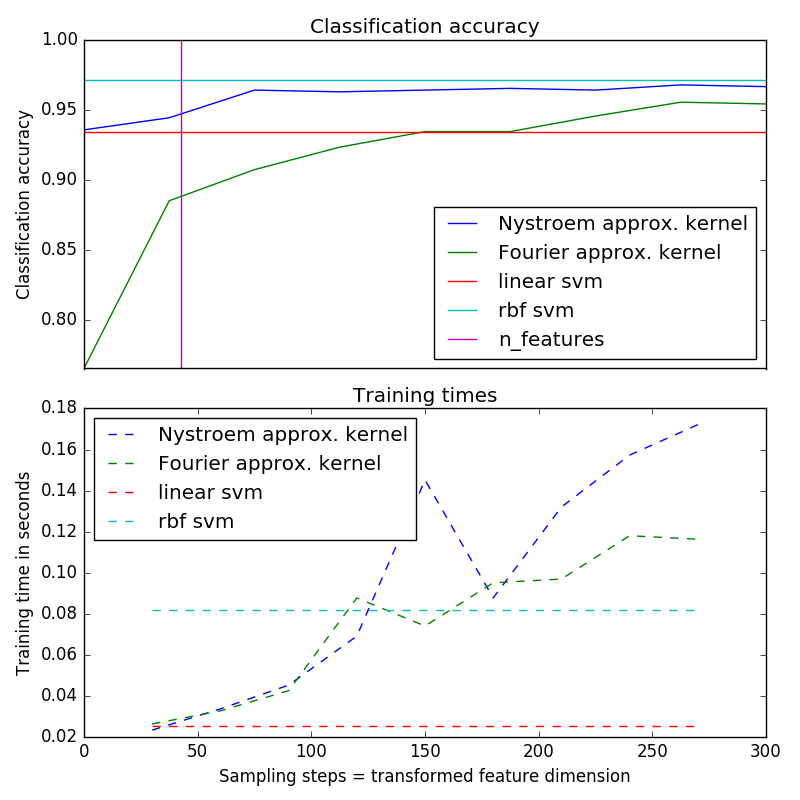 Classification accuracy
1.00
0.95
0.90
0.85
0.80
Classification accuracy
Nystroem approx. kernel
Fourier approx. kernel
linear svm
rbf svm
n_features
Training times
0.18
0.16
0.14
0.12
0.10
0.08
0.06
0.04
0.02
Training time in seconds
Nystroem approx. kernel
Fourier approx. kernel
linear svm
rbf svm
0 50 100 150 200 250 300
Sampling steps = transformed feature dimension